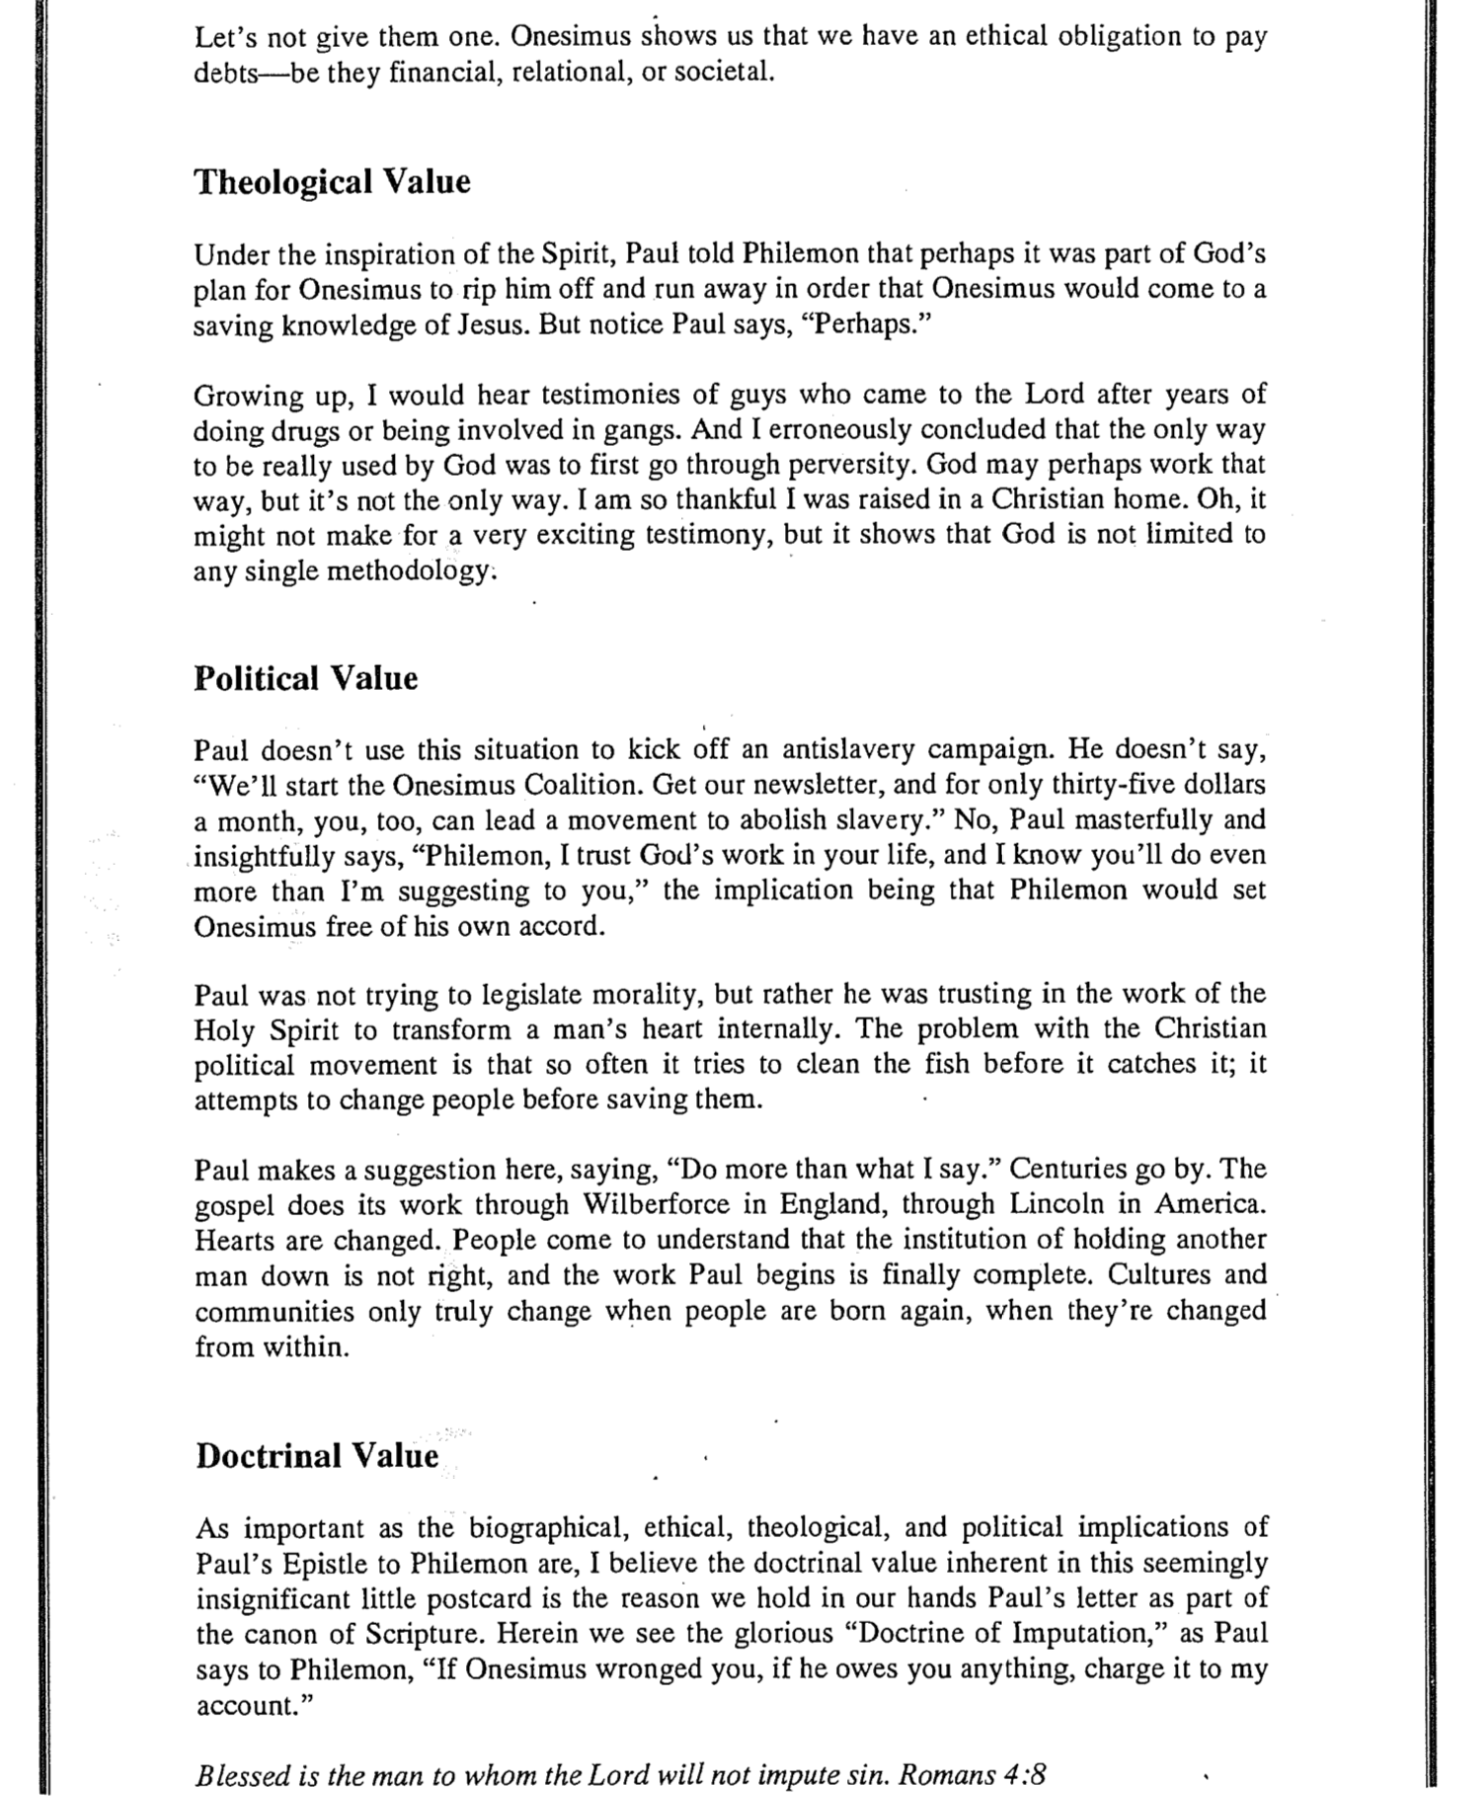 Let's not give them one. Onesimus shows us that we have an ethical obligation to pay
debts—be they financial, relational, or societal.
Theological Value
Under the inspiration of the Spirit, Paul told Philemon that perhaps it was part of God's
plan for Onesimus to rip him off and run away in order that Onesimus would come to a
saving knowledge of Jesus. But notice Paul says, “Perhaps.”
Growing up, I would hear testimonies of guys who came to the Lord after years of
doing drugs or being involved in gangs. And I erroneously concluded that the only way
to be really used by God was to first go through perversity. God may perhaps work that
way, but it's not the only way. I am so thankful I was raised in a Christian home. Oh, it
might not make for a very exciting testimony, but it shows that God is not limited to
any single methodology.
Political Value
Paul doesn't use this situation to kick off an antislavery campaign. He doesn't say,
“We'll start the Onesimus Coalition. Get our newsletter, and for only thirty-five dollars
a month, you, too, can lead a movement to abolish slavery.” No, Paul masterfully and
insightfully says, “Philemon, I trust God's work in your life, and I know you'll do even
more than I'm suggesting to you,” the implication being that Philemon would set
Onesimus free of his own accord.
Paul was not trying to legislate morality, but rather he was trusting in the work of the
Holy Spirit to transform a man's heart internally. The problem with the Christian
political movement is that so often it tries to clean the fish before it catches it; it
attempts to change people before saving them.
Paul makes a suggestion here, saying, “Do more than what I say.” Centuries go by. The
gospel does its work through Wilberforce in England, through Lincoln in America.
Hearts are changed. People come to understand that the institution of holding another
man down is not right, and the work Paul begins is finally complete. Cultures and
communities only truly change when people are born again, when they're changed
from within.
Doctrinal Value
As important as the biographical, ethical, theological, and political implications of
Paul's Epistle to Philemon are, I believe the doctrinal value inherent in this seemingly
insignificant little postcard is the reason we hold in our hands Paul's letter as part of
the canon of Scripture. Herein we see the glorious “Doctrine of Imputation,” as Paul
says to Philemon, “If Onesimus wronged you, if he owes you anything, charge it to my
account.”
Blessed is the man to whom the Lord will not impute sin. Romans 4:8